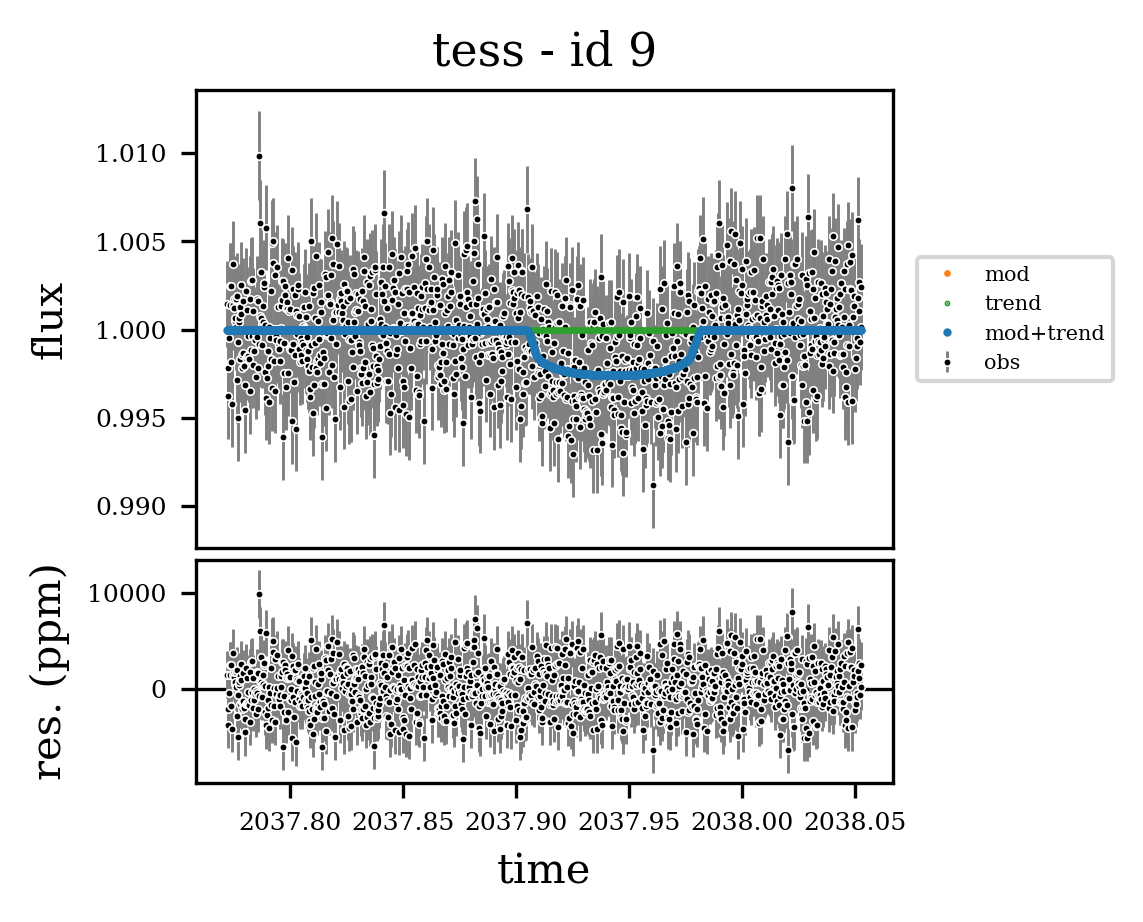 tess - id 9
flux
1.010
1.005
1.000
0.995
0.990
mod
trend
mod+trend
obs
res. (ppm)
10000
0
2037.80 2037.85 2037.90 2037.95 2038.00 2038.05
time